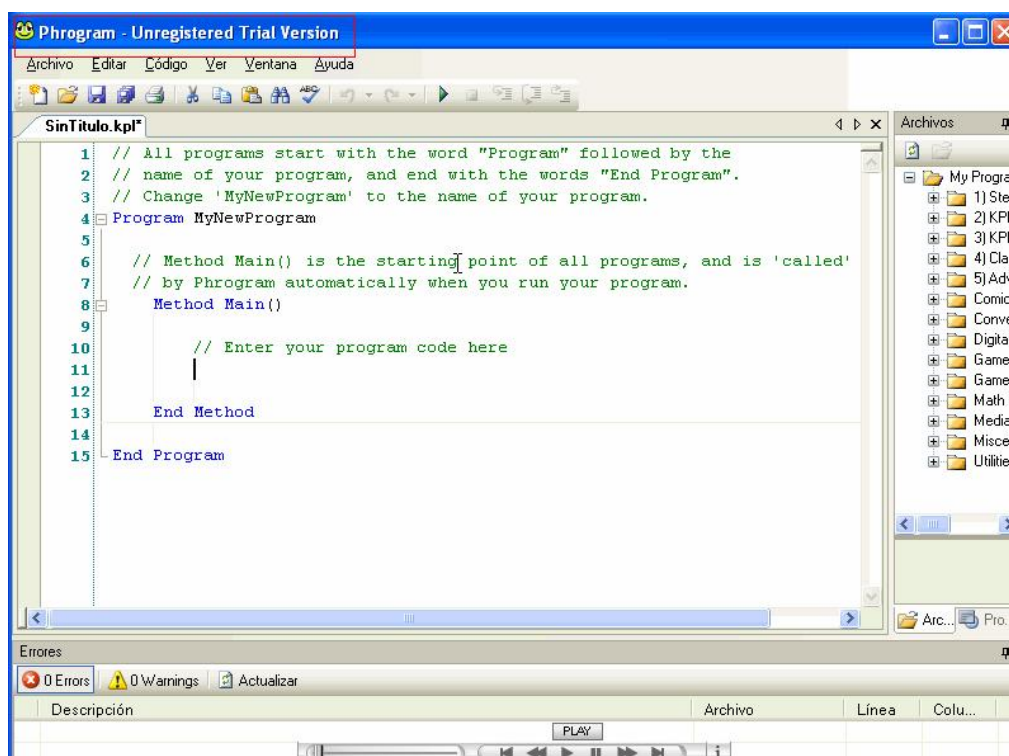 Phrogram - Unregistered Trial Version
Archivo Editar Código Ver Ventana Ayuda
ABC
SinTitulo.kpl*
1 // All programs start with the word "Program" followed by the
2 // name of your program, and end with the words "End Program".
3 // Change 'MyNewProgram' to the name of your program.
4 Program MyNewProgram
5
6 // Method Main() is the starting point of all programs, and is 'called'
7 // by Phrogram automatically when you run your program.
8 Method Main()
9
10 // Enter your program code here
11
12
13 End Method
14
15 End Program
Archivos
My Progra
1) Ste
2) KPl
3) KPl
4) Cla
5) Adv
Comic
Conve
Digita
Game
Game
Math
Media
Misce
Utilitie
Arc... Pro.
Errores
0 Errors 0 Warnings Actualizar
Descripción Archivo Línea Colu...
PLAY
i